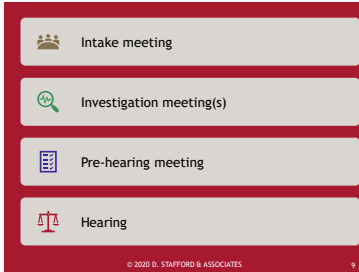 Intake meeting
Investigation meeting(s)
Pre-hearing meeting
Hearing
© 2020 D. STAFFORD & ASSOCIATES 9